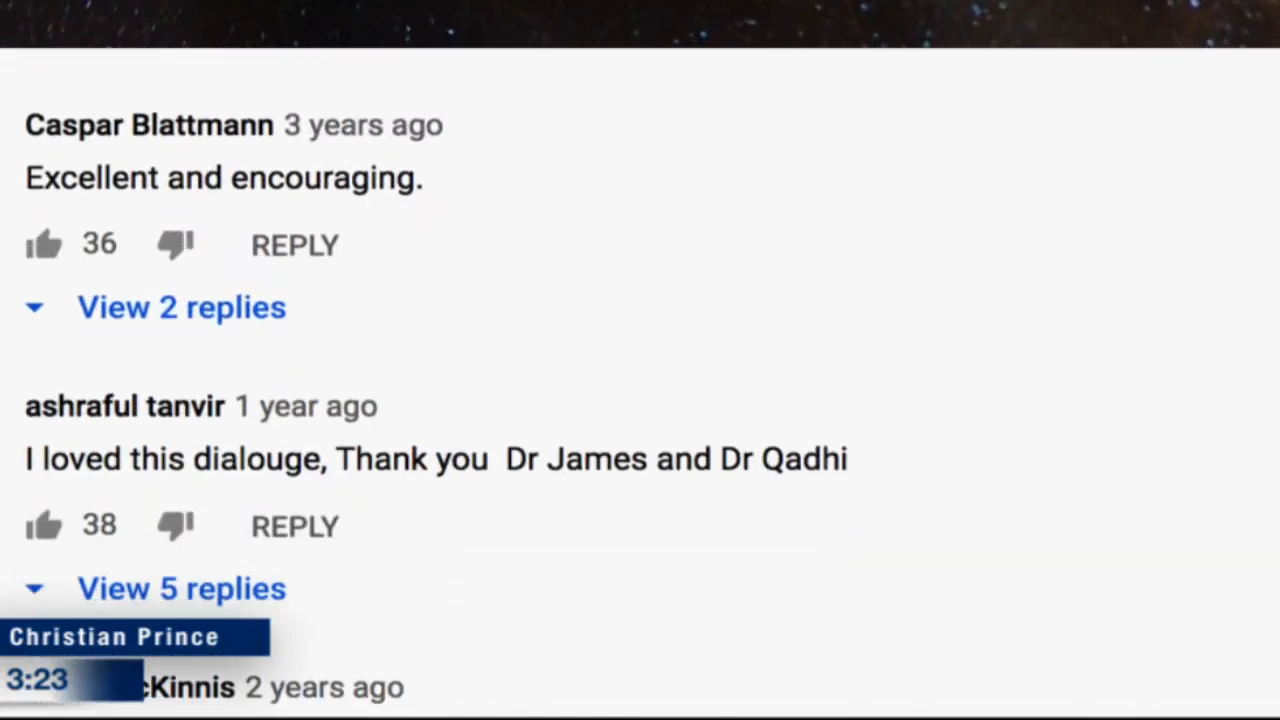 Caspar Blattmann 3 years ago
Excellent and encouraging.
36 REPLY
View 2 replies
ashraful tanvir 1 year ago
I loved this dialouge, Thank you  Dr James and Dr Qadhi
38 REPLY
View 5 replies
Christian Prince
3:23
cKinnis 2 years ago